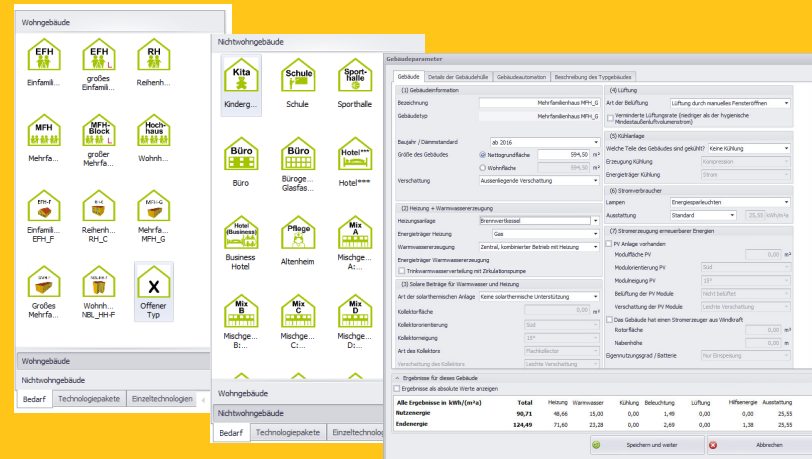 Wohngebäude
EFH
EFH
L
RH
Einfamili...
großes
Einfamili...
Reihenh...
MFH
MFH-
Block
L
Hoch-
haus
Mehrfa...
großer
Mehrfa...
Wohnh...
EFH-F
RH-C
MFH-G
Einfamili...
EFH_F
Reihenh...
RH_C
Mehrfa...
MFH_G
X
Großes
Mehrfa...
Wohnh...
NBL_HH-F
Offener
Typ
Wohngebäude
Nichtwohngebäude
Bedarf
Technologiepakete
Einzeltechnologien
Nichtwohngebäude
Kita
Schule
Sport-
halle
Kinderg...
Schule
Sporthalle
Büro
Büro
Hotel***
Büro
Büroge...
Glasfas...
Hotel***
Hotel
(Business)
Pflege
Mix
A
Business
Hotel
Altenheim
Mischge...
A:...
Mix
B
Mix
C
Mix
D
Mischge...
B:...
Mischge...
C:...
Mischge...
D:...
Wohngebäude
Nichtwohngebäude
Bedarf
Technologiepakete
Einzeltechnolog
Gebäudeparameter
Gebäude
Details der Gebäudehülle
Gebäudeautomation
Beschreibung des Typgebäudes
(1) Gebäudeinformation
Bezeichnung Mehrfamilienhaus MFH_G
Gebäudetyp Mehrfamilienhaus MFH_G
Baujahr / Dämmstandard ab 2016
Größe des Gebäudes Nettogrundfläche 594,50 m²
Wohnfläche 594,50 m²
Verschattung Aussenliegende Verschattung
(2) Heizung + Warmwassererzeugung
Heizungsanlage Brennwertkessel
Energieträger Heizung Gas
Warmwassererzeugung Zentral, kombinierter Betrieb mit Heizung
Energieträger Warmwassererzeugung
Trinkwarmwasserverteilung mit Zirkulationspumpe
(3) Solare Beiträge für Warmwasser und Heizung
Art der solarthermischen Anlage Keine solarthermische Unterstützung
Kollektorfläche 0,00 m²
Kollektororientierung Süd
Kollektorneigung 15°
Art des Kollektors Flachkollector
Verschattung des Kollektors Leichte Verschattung
(4) Lüftung
Art der Belüftung Lüftung durch manuelles Fensteröffnen
Verminderte Lüftungsrate (niedriger als der hygienische
Mindestaußenluftvolumenstrom)
(5) Kühlanlage
Welche Teile des Gebäudes sind gekühlt? Keine Kühlung
Erzeugung Kühlung Kompression
Energieträger Kühlung Strom
(6) Stromverbraucher
Lampen Energiesparleuchten
Ausstattung Standard 25,55 kWh/m²a
(7) Stromerzeugung erneuerbarer Energien
PV Anlage vorhanden
Modulfläche PV 0,00 m²
Modulorientierung PV Süd
Modulneigung PV 15°
Belüftung der PV Module Nicht belüftet
Verschattung der PV Module Leichte Verschattung
Das Gebäude hat einen Stromerzeuger aus Windkraft
Rotorfläche 0,00 m²
Nabenhöhe 0,00 m
Eigennutzungsgrad / Batterie Nur Einspeisung
Ergebnisse für dieses Gebäude
Ergebnisse als absolute Werte anzeigen
Alle Ergebnisse in kWh/(m²a) Total Heizung Warmwasser Kühlung Beleuchtung Lüftung Hilfsenergie Ausstattung
Nutzenergie 90,71 48,66 15,00 0,00 1,49 0,00 0,00 25,55
Endenergie 124,49 71,60 23,28 0,00 2,69 0,00 1,38 25,55
Speichern und weiter
Abbrechen